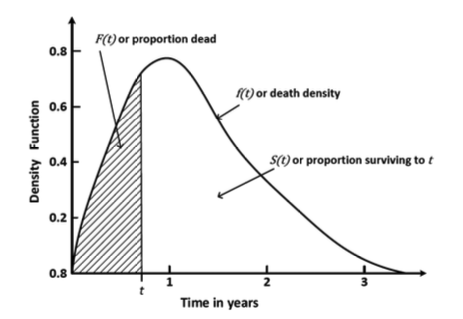 F(t) or proportion dead
0.8
f(t) or death density
0.6
S(t) or proportion surviving to t
0.4
0.2
0.8
t
1
2
3
Density Function
Time in years